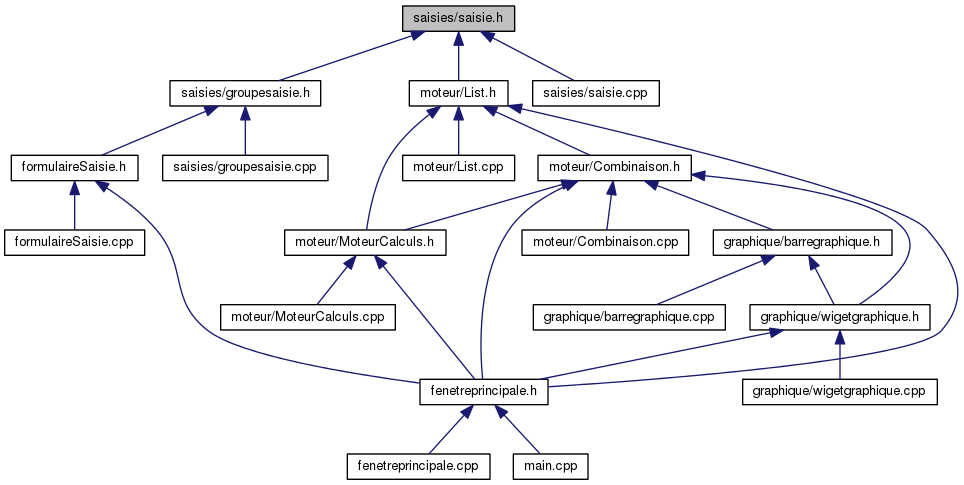 saisies/saisie.h
saisies/groupesaisie.h
moteur/List.h
saisies/saisie.cpp
formulaireSaisie.h
saisies/groupesaisie.cpp
moteur/List.cpp
moteur/Combinaison.h
formulaireSaisie.cpp
moteur/MoteurCalculs.h
moteur/Combinaison.cpp
graphique/barregraphique.h
moteur/MoteurCalculs.cpp
graphique/barregraphique.cpp
graphique/wigetgraphique.h
fenetreprincipale.h
graphique/wigetgraphique.cpp
fenetreprincipale.cpp
main.cpp